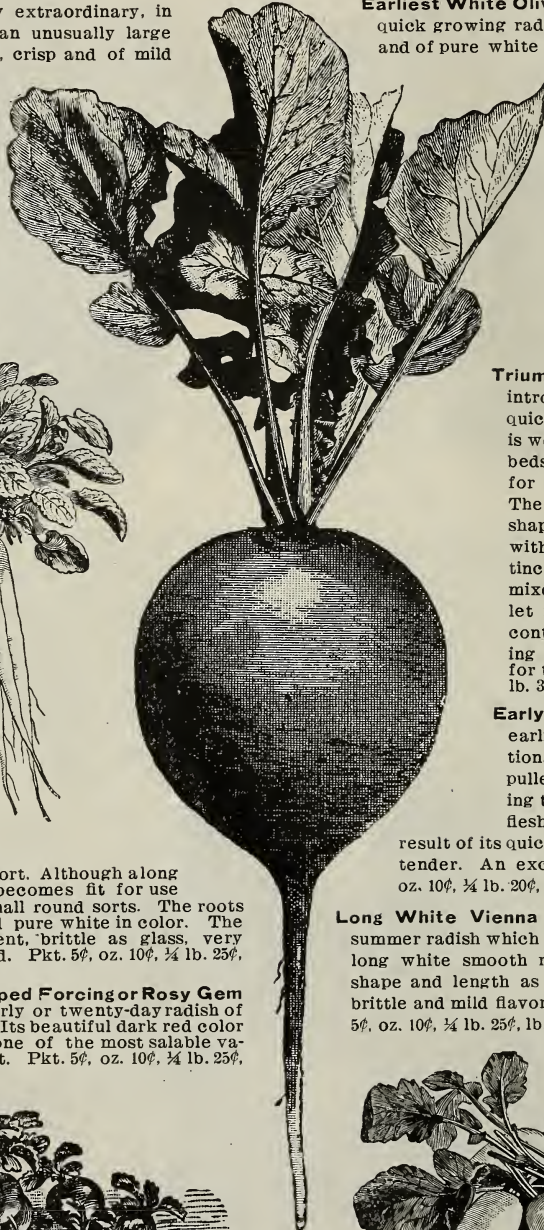 extraordinary, in
an unusually large
, crisp and of mild
ort. Although along
becomes fit for use
all round sorts. The roots
pure white in color. The
ent, brittle as glass, very
d. Pkt. 5¢, oz. 10¢, ¼ lb. 25¢,
ped Forcing or Rosy Gem
rly or twenty-day radish of
Its beautiful dark red color
one of the most salable va-
t. Pkt. 5¢, oz. 10¢, ¼ lb. 25¢,
Earliest White Oliv
quick growing rad
and of pure white
Trium
intro
quic
is we
beds
for
The
shap
with
tinc
mixe
let
cont
ing
for t
lb. 3
Early
earl
tion
pulle
ing t
flesh
result of its quic
tender. An exc
oz. 10¢, ¼ lb. 20¢,
Long White Vienna
summer radish which
long white smooth r
shape and length as
brittle and mild flavor
5¢, oz. 10¢, ¼ lb. 25¢, lb